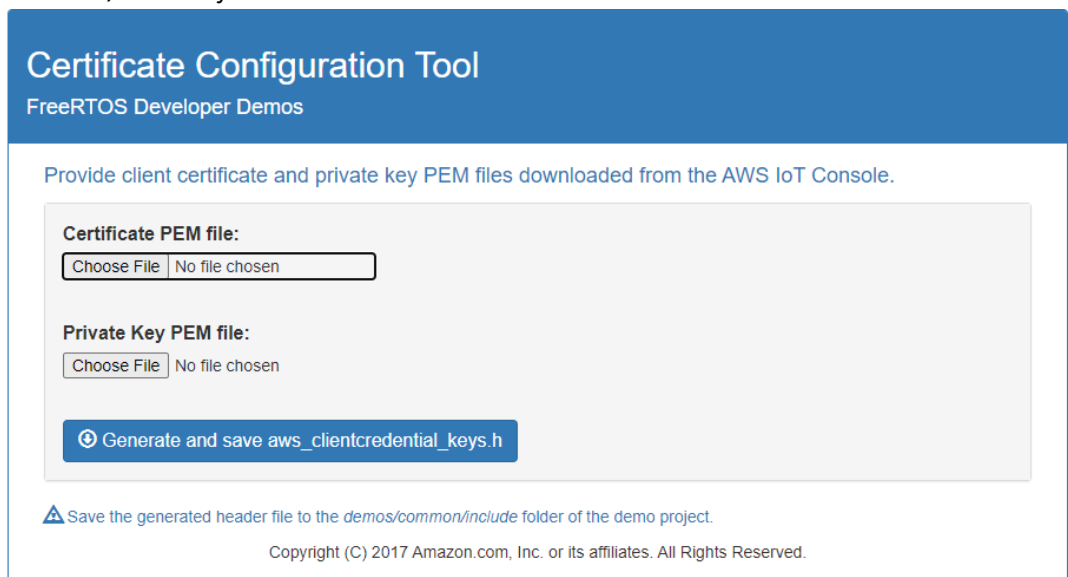 Certificate Configuration Tool
FreeRTOS Developer Demos
Provide client certificate and private key PEM files downloaded from the AWS IoT Console.
Certificate PEM file:
Choose File No file chosen
Private Key PEM file:
Choose File No file chosen
Generate and save aws_clientcredential_keys.h
Save the generated header file to the demos/common/include folder of the demo project.
Copyright (C) 2017 Amazon.com, Inc. or its affiliates. All Rights Reserved.